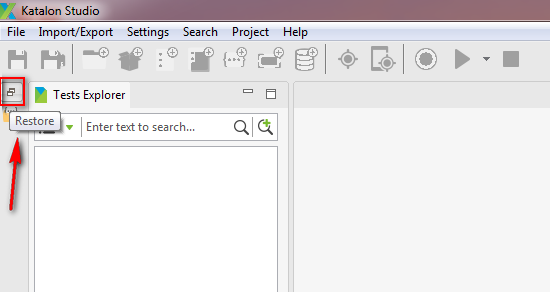 Katalon Studio
File Import/Export Settings Search Project Help
Tests Explorer
Restore
Enter text to search...